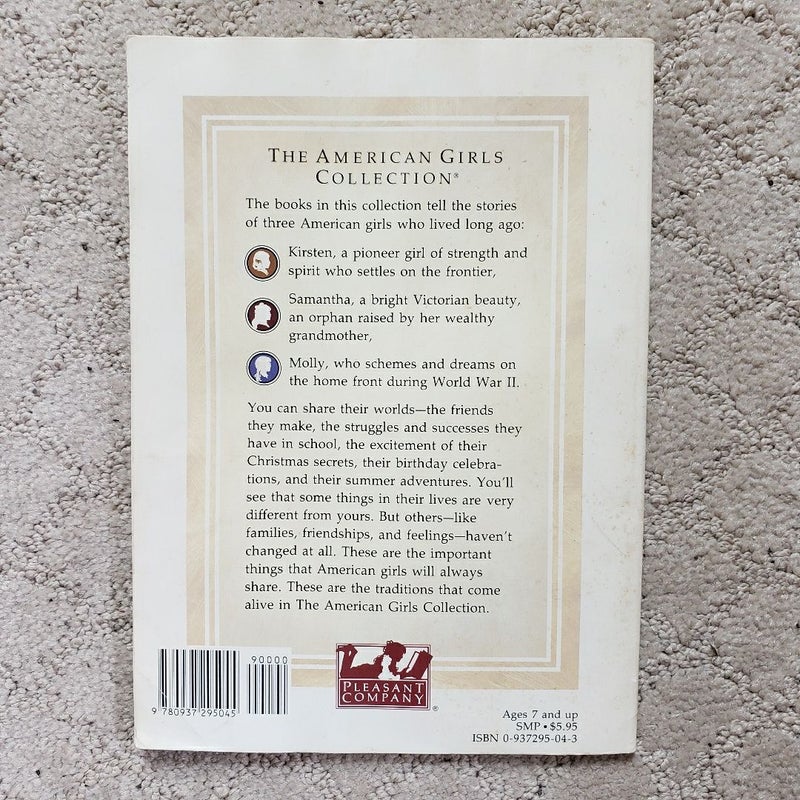 THE AMERICAN GIRLS
COLLECTION®
The books in this collection tell the stories
of three American girls who lived long ago:
Kirsten, a pioneer girl of strength and
spirit who settles on the frontier,
Samantha, a bright Victorian beauty,
an orphan raised by her wealthy
grandmother,
Molly, who schemes and dreams on
the home front during World War II.
You can share their worlds—the friends
they make, the struggles and successes they
have in school, the excitement of their
Christmas secrets, their birthday celebra-
tions, and their summer adventures. You'll
see that some things in their lives are very
different from yours. But others—like
families, friendships, and feelings—haven't
changed at all. These are the important
things that American girls will always
share. These are the traditions that come
alive in The American Girls Collection.
90000
9 780937 295045
PLEASANT
COMPANY®
Ages 7 and up
SMP • $5.95
ISBN 0-937295-04-3